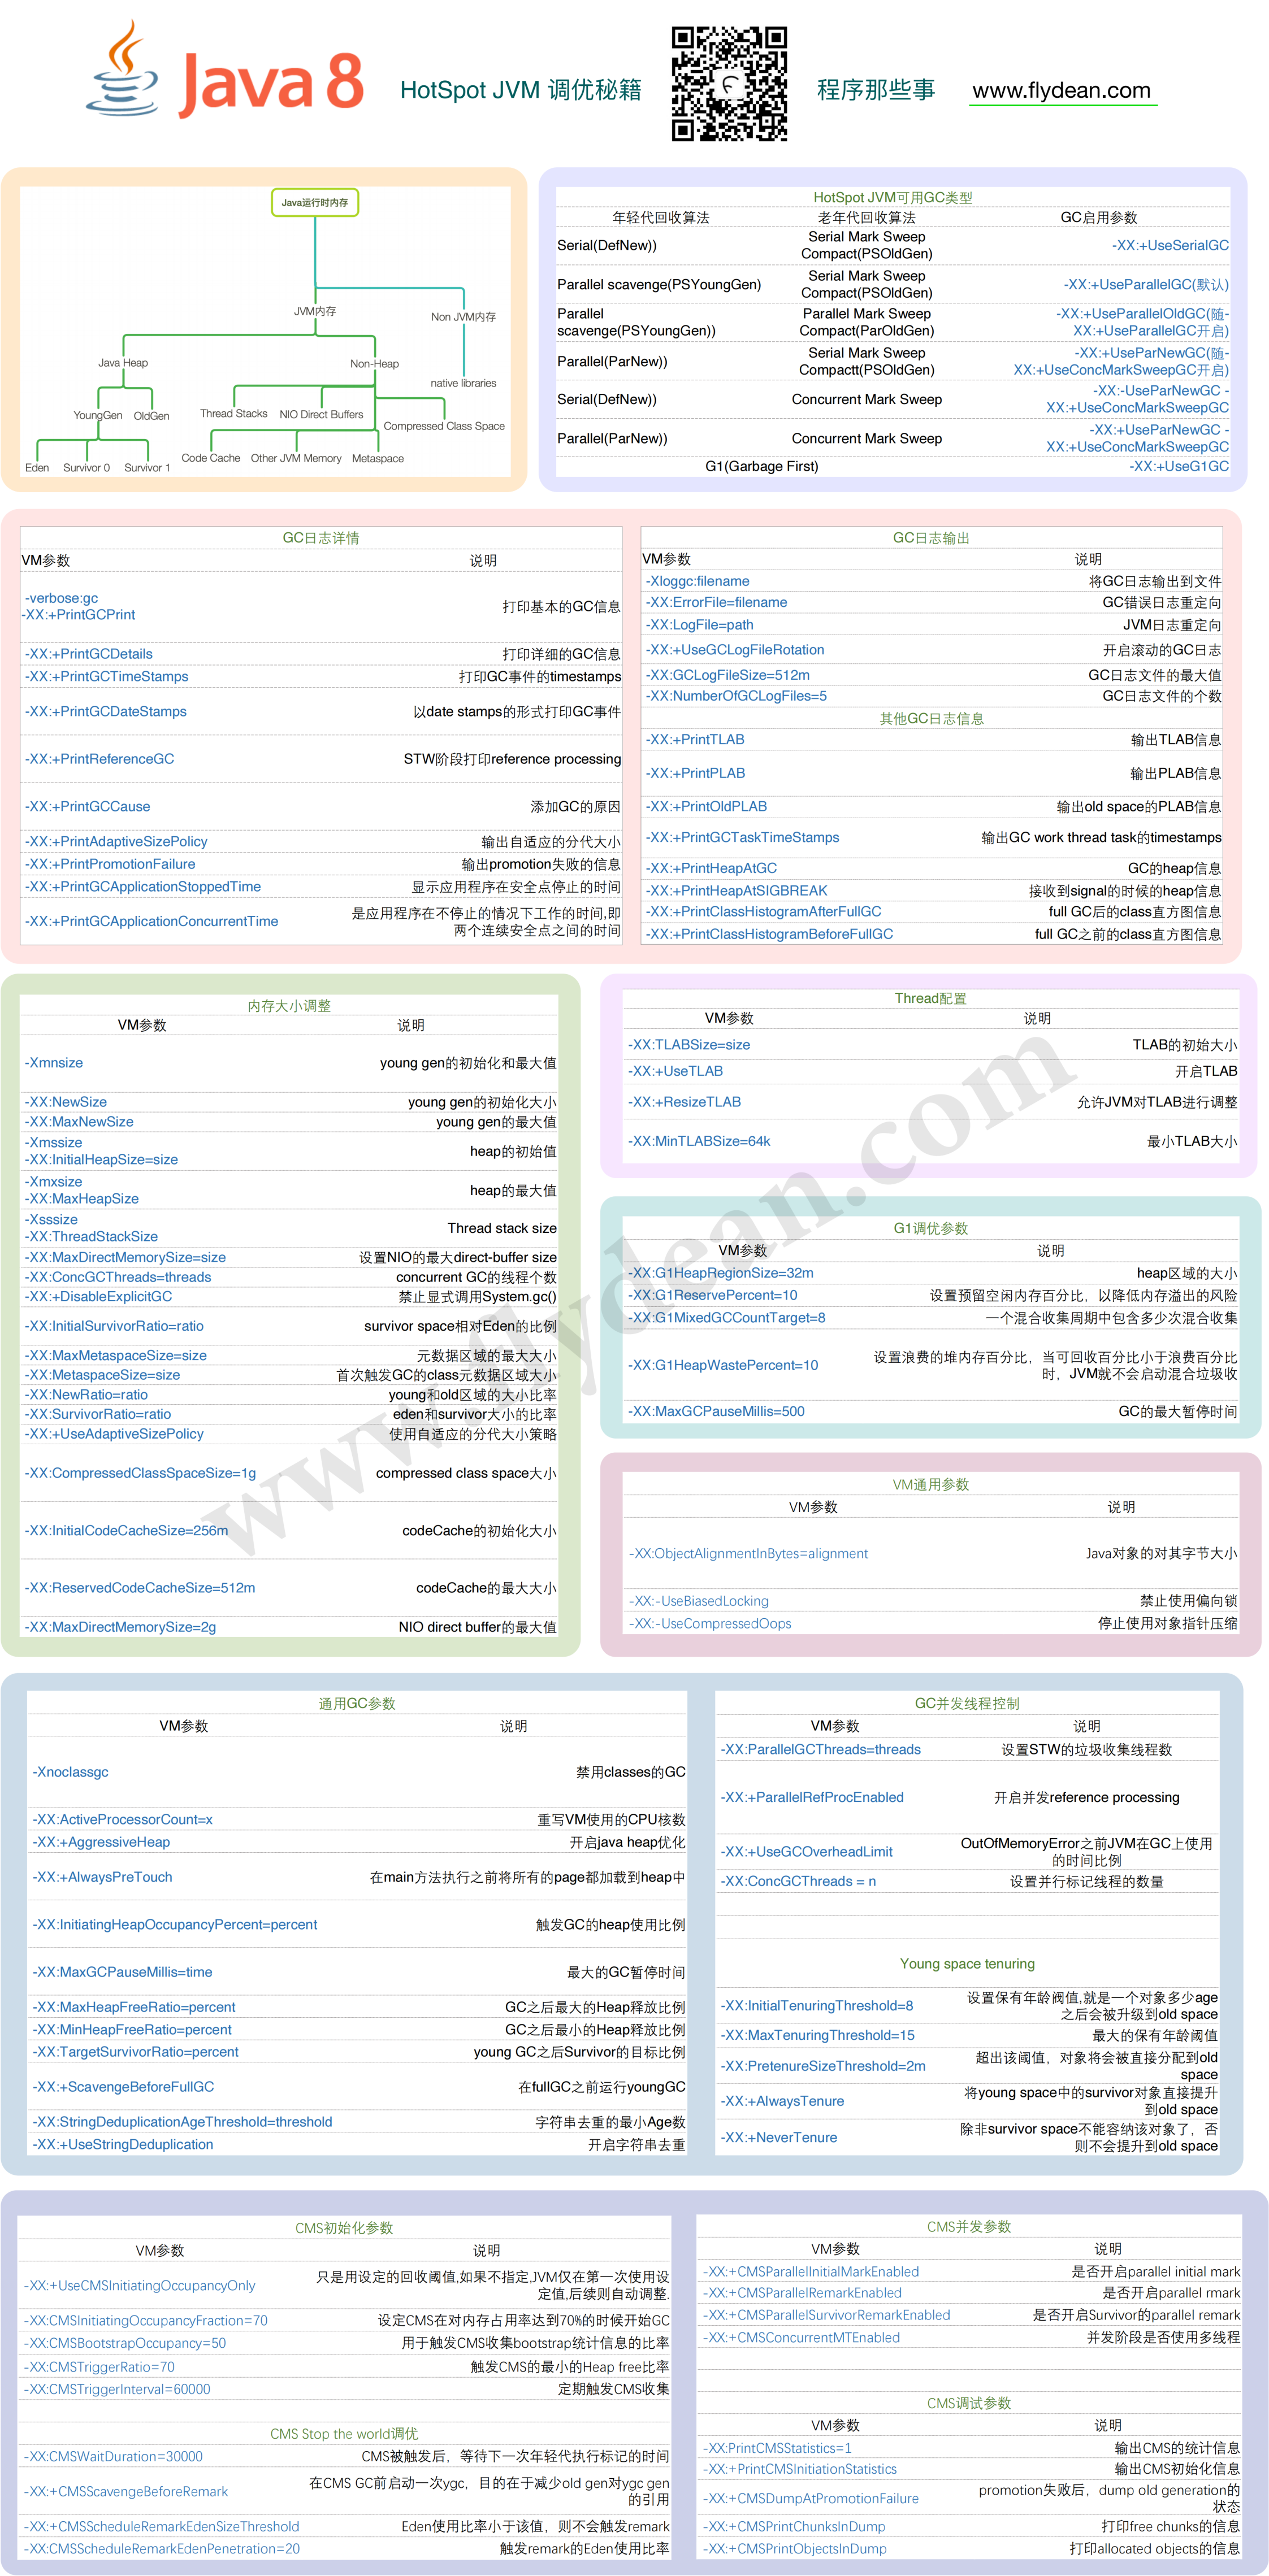 Java 8
HotSpot JVM 调优秘籍
程序那些事
www.flydean.com
Java运行时内存
JVM内存
Non JVM内存
Java Heap
Non-Heap
native libraries
YoungGen
OldGen
Thread Stacks
NIO Direct Buffers
Compressed Class Space
Eden
Survivor 0
Survivor 1
Code Cache
Other JVM Memory
Metaspace
HotSpot JVM可用GC类型
年轻代回收算法 老年代回收算法 GC启用参数
Serial(DefNew)) Serial Mark Sweep Compact(PSOldGen) -XX:+UseSerialGC
Parallel scavenge(PSYoungGen) Serial Mark Sweep Compact(PSOldGen) -XX:+UseParallelGC(默认)
Parallel scavenge(PSYoungGen)) Parallel Mark Sweep Compact(ParOldGen) -XX:+UseParallelOldGC(随-XX:+UseParallelGC开启)
Parallel(ParNew)) Serial Mark Sweep Compactt(PSOldGen) -XX:+UseParNewGC(随-XX:+UseConcMarkSweepGC开启)
Serial(DefNew)) Concurrent Mark Sweep -XX:-UseParNewGC -XX:+UseConcMarkSweepGC
Parallel(ParNew)) Concurrent Mark Sweep -XX:+UseParNewGC -XX:+UseConcMarkSweepGC
G1(Garbage First) -XX:+UseG1GC
GC日志详情
VM参数 说明
-verbose:gc
-XX:+PrintGCPrint 打印基本的GC信息
-XX:+PrintGCDetails 打印详细的GC信息
-XX:+PrintGCTimeStamps 打印GC事件的timestamps
-XX:+PrintGCDateStamps 以date stamps的形式打印GC事件
-XX:+PrintReferenceGC STW阶段打印reference processing
-XX:+PrintGCCause 添加GC的原因
-XX:+PrintAdaptiveSizePolicy 输出自适应的分代大小
-XX:+PrintPromotionFailure 输出promotion失败的信息
-XX:+PrintGCApplicationStoppedTime 显示应用程序在安全点停止的时间
-XX:+PrintGCApplicationConcurrentTime 是应用程序在不停止的情况下工作的时间,即
两个连续安全点之间的时间
GC日志输出
VM参数 说明
-Xloggc:filename 将GC日志输出到文件
-XX:ErrorFile=filename GC错误日志重定向
-XX:LogFile=path JVM日志重定向
-XX:+UseGCLogFileRotation 开启滚动的GC日志
-XX:GCLogFileSize=512m GC日志文件的最大值
-XX:NumberOfGCLogFiles=5 GC日志文件的个数
其他GC日志信息
-XX:+PrintTLAB 输出TLAB信息
-XX:+PrintPLAB 输出PLAB信息
-XX:+PrintOldPLAB 输出old space的PLAB信息
-XX:+PrintGCTaskTimeStamps 输出GC work thread task的timestamps
-XX:+PrintHeapAtGC GC的heap信息
-XX:+PrintHeapAtSIGBREAK 接收到signal的时候的heap信息
-XX:+PrintClassHistogramAfterFullGC full GC后的class直方图信息
-XX:+PrintClassHistogramBeforeFullGC full GC之前的class直方图信息
内存大小调整
VM参数 说明
-Xmnsize young gen的初始化和最大值
-XX:NewSize young gen的初始化大小
-XX:MaxNewSize young gen的最大值
-Xmssize
-XX:InitialHeapSize=size heap的初始值
-Xmxsize
-XX:MaxHeapSize heap的最大值
-Xsssize
-XX:ThreadStackSize Thread stack size
-XX:MaxDirectMemorySize=size 设置NIO的最大direct-buffer size
-XX:ConcGCThreads=threads concurrent GC的线程个数
-XX:+DisableExplicitGC 禁止显式调用System.gc()
-XX:InitialSurvivorRatio=ratio survivor space相对Eden的比例
-XX:MaxMetaspaceSize=size 元数据区域的最大大小
-XX:MetaspaceSize=size 首次触发GC的class元数据区域大小
-XX:NewRatio=ratio young和old区域的大小比率
-XX:SurvivorRatio=ratio eden和survivor大小的比率
-XX:+UseAdaptiveSizePolicy 使用自适应的分代大小策略
-XX:CompressedClassSpaceSize=1g compressed class space大小
-XX:InitialCodeCacheSize=256m codeCache的初始化大小
-XX:ReservedCodeCacheSize=512m codeCache的最大大小
-XX:MaxDirectMemorySize=2g NIO direct buffer的最大值
Thread配置
VM参数 说明
-XX:TLABSize=size TLAB的初始大小
-XX:+UseTLAB 开启TLAB
-XX:+ResizeTLAB 允许JVM对TLAB进行调整
-XX:MinTLABSize=64k 最小TLAB大小
G1调优参数
VM参数 说明
-XX:G1HeapRegionSize=32m heap区域的大小
-XX:G1ReservePercent=10 设置预留空闲内存百分比，以降低内存溢出的风险
-XX:G1MixedGCCountTarget=8 一个混合收集周期中包含多少次混合收集
-XX:G1HeapWastePercent=10 设置浪费的堆内存百分比，当可回收百分比小于浪费百分比
时，JVM就不会启动混合垃圾收
-XX:MaxGCPauseMillis=500 GC的最大暂停时间
VM通用参数
VM参数 说明
-XX:ObjectAlignmentInBytes=alignment Java对象的对其字节大小
-XX:-UseBiasedLocking 禁止使用偏向锁
-XX:-UseCompressedOops 停止使用对象指针压缩
www.flydean.com
通用GC参数
VM参数 说明
-Xnoclassgc 禁用classes的GC
-XX:ActiveProcessorCount=x 重写VM使用的CPU核数
-XX:+AggressiveHeap 开启java heap优化
-XX:+AlwaysPreTouch 在main方法执行之前将所有的page都加载到heap中
-XX:InitiatingHeapOccupancyPercent=percent 触发GC的heap使用比例
-XX:MaxGCPauseMillis=time 最大的GC暂停时间
-XX:MaxHeapFreeRatio=percent GC之后最大的Heap释放比例
-XX:MinHeapFreeRatio=percent GC之后最小的Heap释放比例
-XX:TargetSurvivorRatio=percent young GC之后Survivor的目标比例
-XX:+ScavengeBeforeFullGC 在fullGC之前运行youngGC
-XX:StringDeduplicationAgeThreshold=threshold 字符串去重的最小Age数
-XX:+UseStringDeduplication 开启字符串去重
GC并发线程控制
VM参数 说明
-XX:ParallelGCThreads=threads 设置STW的垃圾收集线程数
-XX:+ParallelRefProcEnabled 开启并发reference processing
-XX:+UseGCOverheadLimit OutOfMemoryError之前JVM在GC上使用
的时间比例
-XX:ConcGCThreads = n 设置并行标记线程的数量
Young space tenuring
-XX:InitialTenuringThreshold=8 设置保有年龄阀值,就是一个对象多少age
之后会被升级到old space
-XX:MaxTenuringThreshold=15 最大的保有年龄阈值
-XX:PretenureSizeThreshold=2m 超出该阈值，对象将会被直接分配到old
space
-XX:+AlwaysTenure 将young space中的survivor对象直接提升
到old space
-XX:+NeverTenure 除非survivor space不能容纳该对象了，否
则不会提升到old space
CMS初始化参数
VM参数 说明
-XX:+UseCMSInitiatingOccupancyOnly 只是用设定的回收阈值,如果不指定,JVM仅在第一次使用设
定值,后续则自动调整.
-XX:CMSInitiatingOccupancyFraction=70 设定CMS在对内存占用率达到70%的时候开始GC
-XX:CMSBootstrapOccupancy=50 用于触发CMS收集bootstrap统计信息的比率
-XX:CMSTriggerRatio=70 触发CMS的最小的Heap free比率
-XX:CMSTriggerInterval=60000 定期触发CMS收集
CMS Stop the world调优
-XX:CMSWaitDuration=30000 CMS被触发后，等待下一次年轻代执行标记的时间
-XX:+CMSScavengeBeforeRemark 在CMS GC前启动一次ygc，目的在于减少old gen对ygc gen
的引用
-XX:+CMSScheduleRemarkEdenSizeThreshold Eden使用比率小于该值，则不会触发remark
-XX:CMSScheduleRemarkEdenPenetration=20 触发remark的Eden使用比率
CMS并发参数
VM参数 说明
-XX:+CMSParallelInitialMarkEnabled 是否开启parallel initial mark
-XX:+CMSParallelRemarkEnabled 是否开启parallel rmark
-XX:+CMSParallelSurvivorRemarkEnabled 是否开启Survivor的parallel remark
-XX:+CMSConcurrentMTEnabled 并发阶段是否使用多线程
CMS调试参数
VM参数 说明
-XX:PrintCMSStatistics=1 输出CMS的统计信息
-XX:+PrintCMSInitiationStatistics 输出CMS初始化信息
-XX:+CMSDumpAtPromotionFailure promotion失败后，dump old generation的
状态
-XX:+CMSPrintChunksInDump 打印free chunks的信息
-XX:+CMSPrintObjectsInDump 打印allocated objects的信息